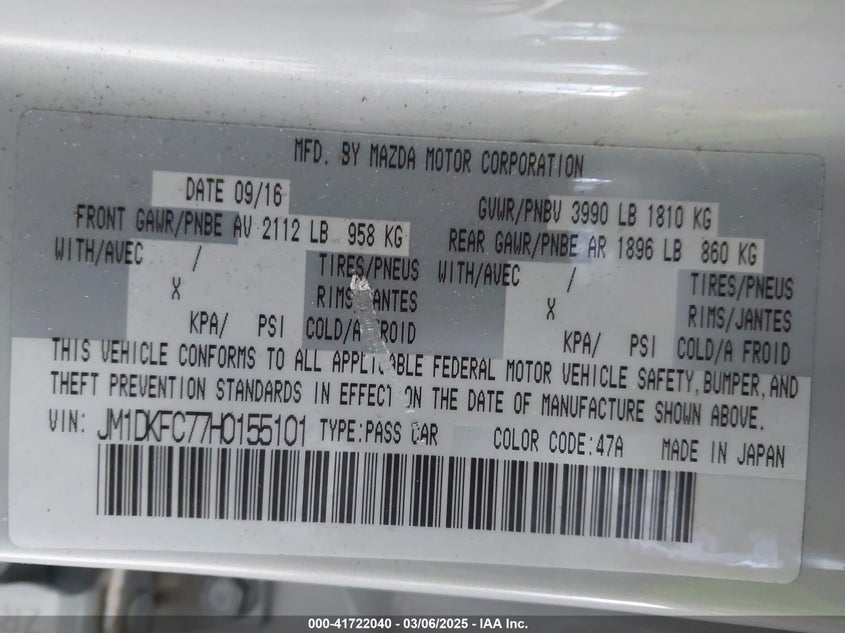 MFD. BY MAZDA MOTOR CORPORATION
DATE 09/16
GVWR/PNBV 3990 LB 1810 KG
FRONT GAWR/PNBE AV 2112 LB 958 KG
REAR GAWR/PNBE AR 1896 LB 860 KG
WITH/AVEC / TIRES/PNEUS
WITH/AVEC / TIRES/PNEUS
X RIMS/JANTES
X RIMS/JANTES
KPA/ PSI COLD/A FROID
KPA/ PSI COLD/A FROID
THIS VEHICLE CONFORMS TO ALL APPLICABLE FEDERAL MOTOR VEHICLE SAFETY, BUMPER, AND
THEFT PREVENTION STANDARDS IN EFFECT ON THE DATE OF MANUFACTURE SHOWN ABOVE.
VIN: JM1DKFC77H0155101 TYPE:PASS CAR COLOR CODE:47A MADE IN JAPAN
000-41722040 - 03/06/2025 - IAA Inc.